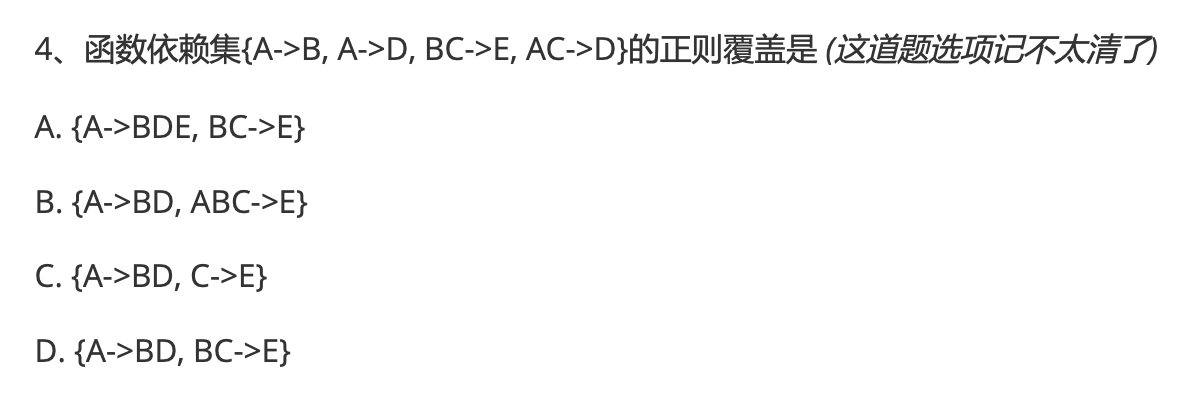 4、函数依赖集{A->B, A->D, BC->E, AC->D}的正则覆盖是 (这道题选项记不太清了)
A. {A->BDE, BC->E}
B. {A->BD, ABC->E}
C. {A->BD, C->E}
D. {A->BD, BC->E}